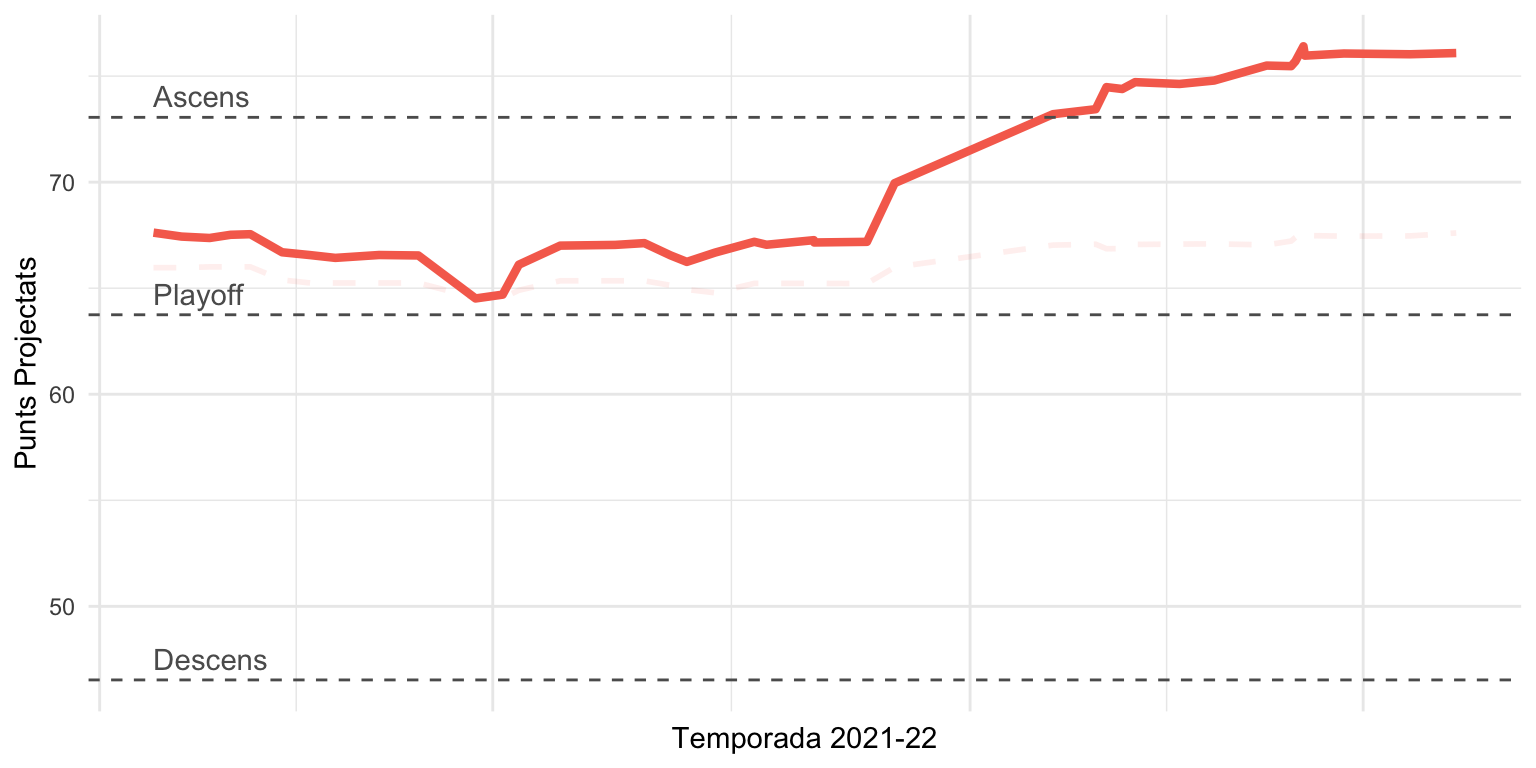 Ascens
70
Playoff
Punts Projectats
60
50
Descens
Temporada 2021-22